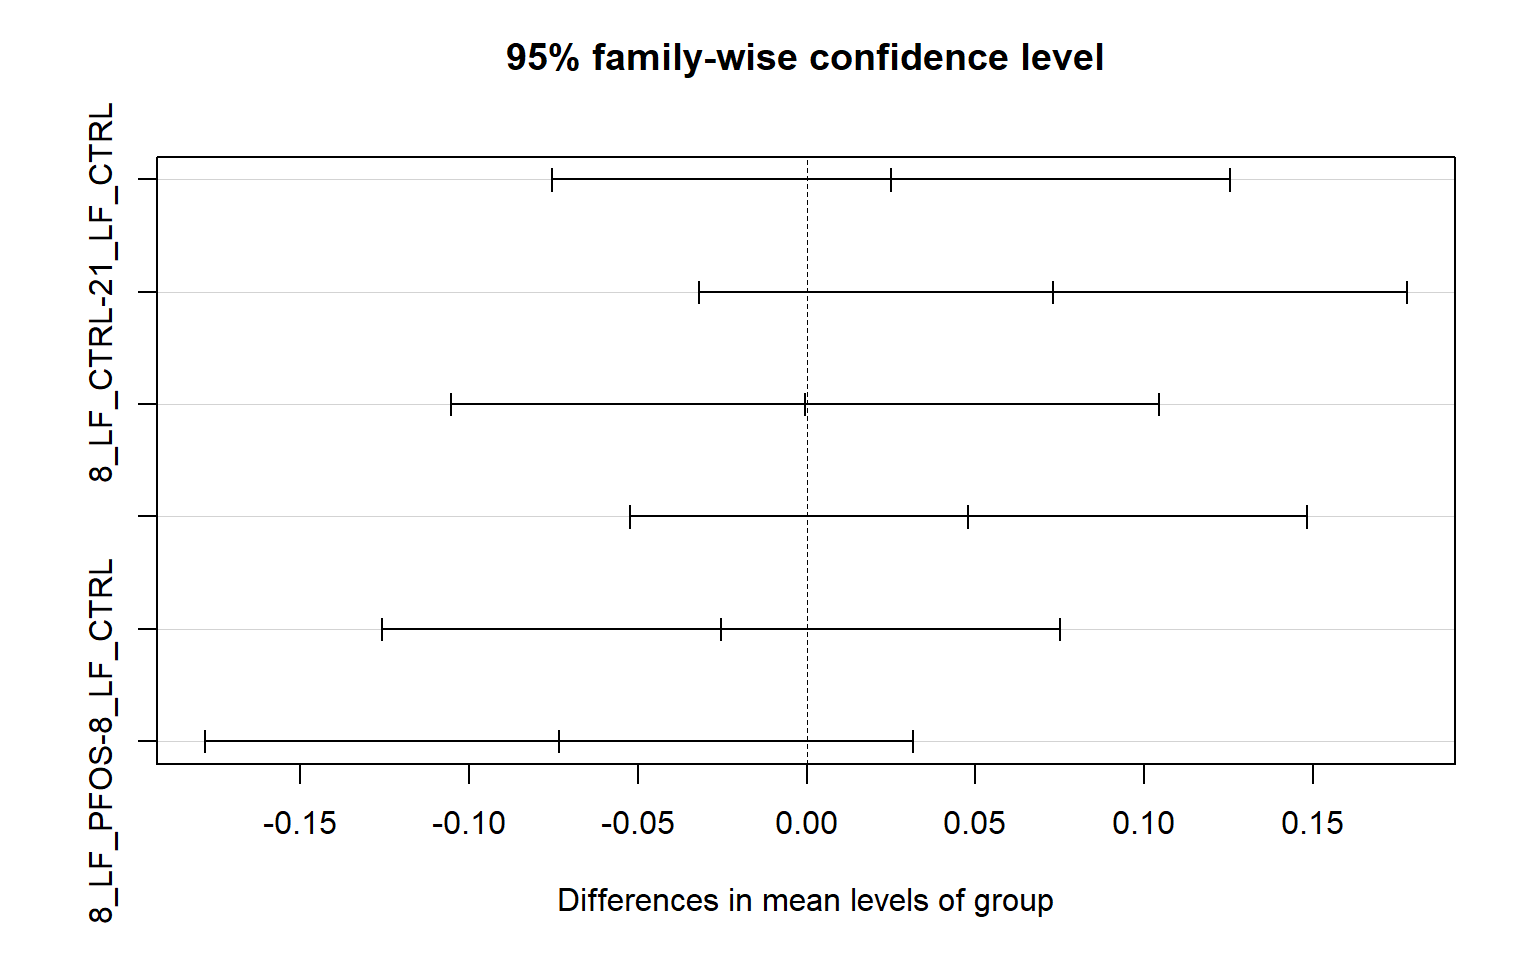 95% family-wise confidence level
8_LF_CTRL-21_LF_CTRL
8_LF_PFOS-8_LF_CTRL
-0.15 -0.10 -0.05 0.00 0.05 0.10 0.15
Differences in mean levels of group